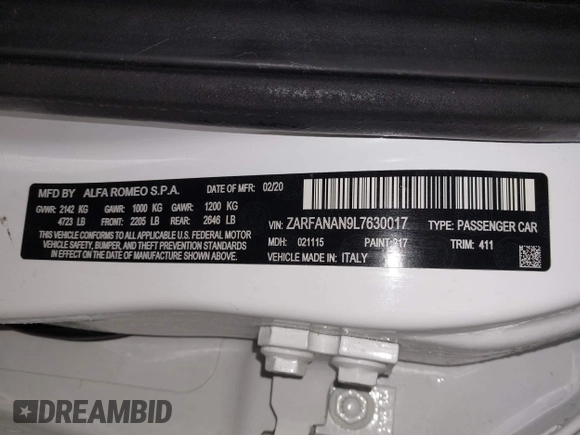 MFD BY ALFA ROMEO S.P.A. DATE OF MFR: 02/20
GVWR: 2142 KG GAWR: 1000 KG GAWR: 1200 KG
4723 LB FRONT: 2205 LB REAR: 2646 LB
THIS VEHICLE CONFORMS TO ALL APPLICABLE U.S. FEDERAL MOTOR
VEHICLE SAFETY, BUMPER, AND THEFT PREVENTION STANDARDS
IN EFFECT ON THE DATE OF MANUFACTURE SHOWN ABOVE
VIN: ZARFANAN9L7630017 TYPE: PASSENGER CAR
MDH: 021115 PAINT: 217 TRIM: 411
VEHICLE MADE IN: ITALY
DREAMBID